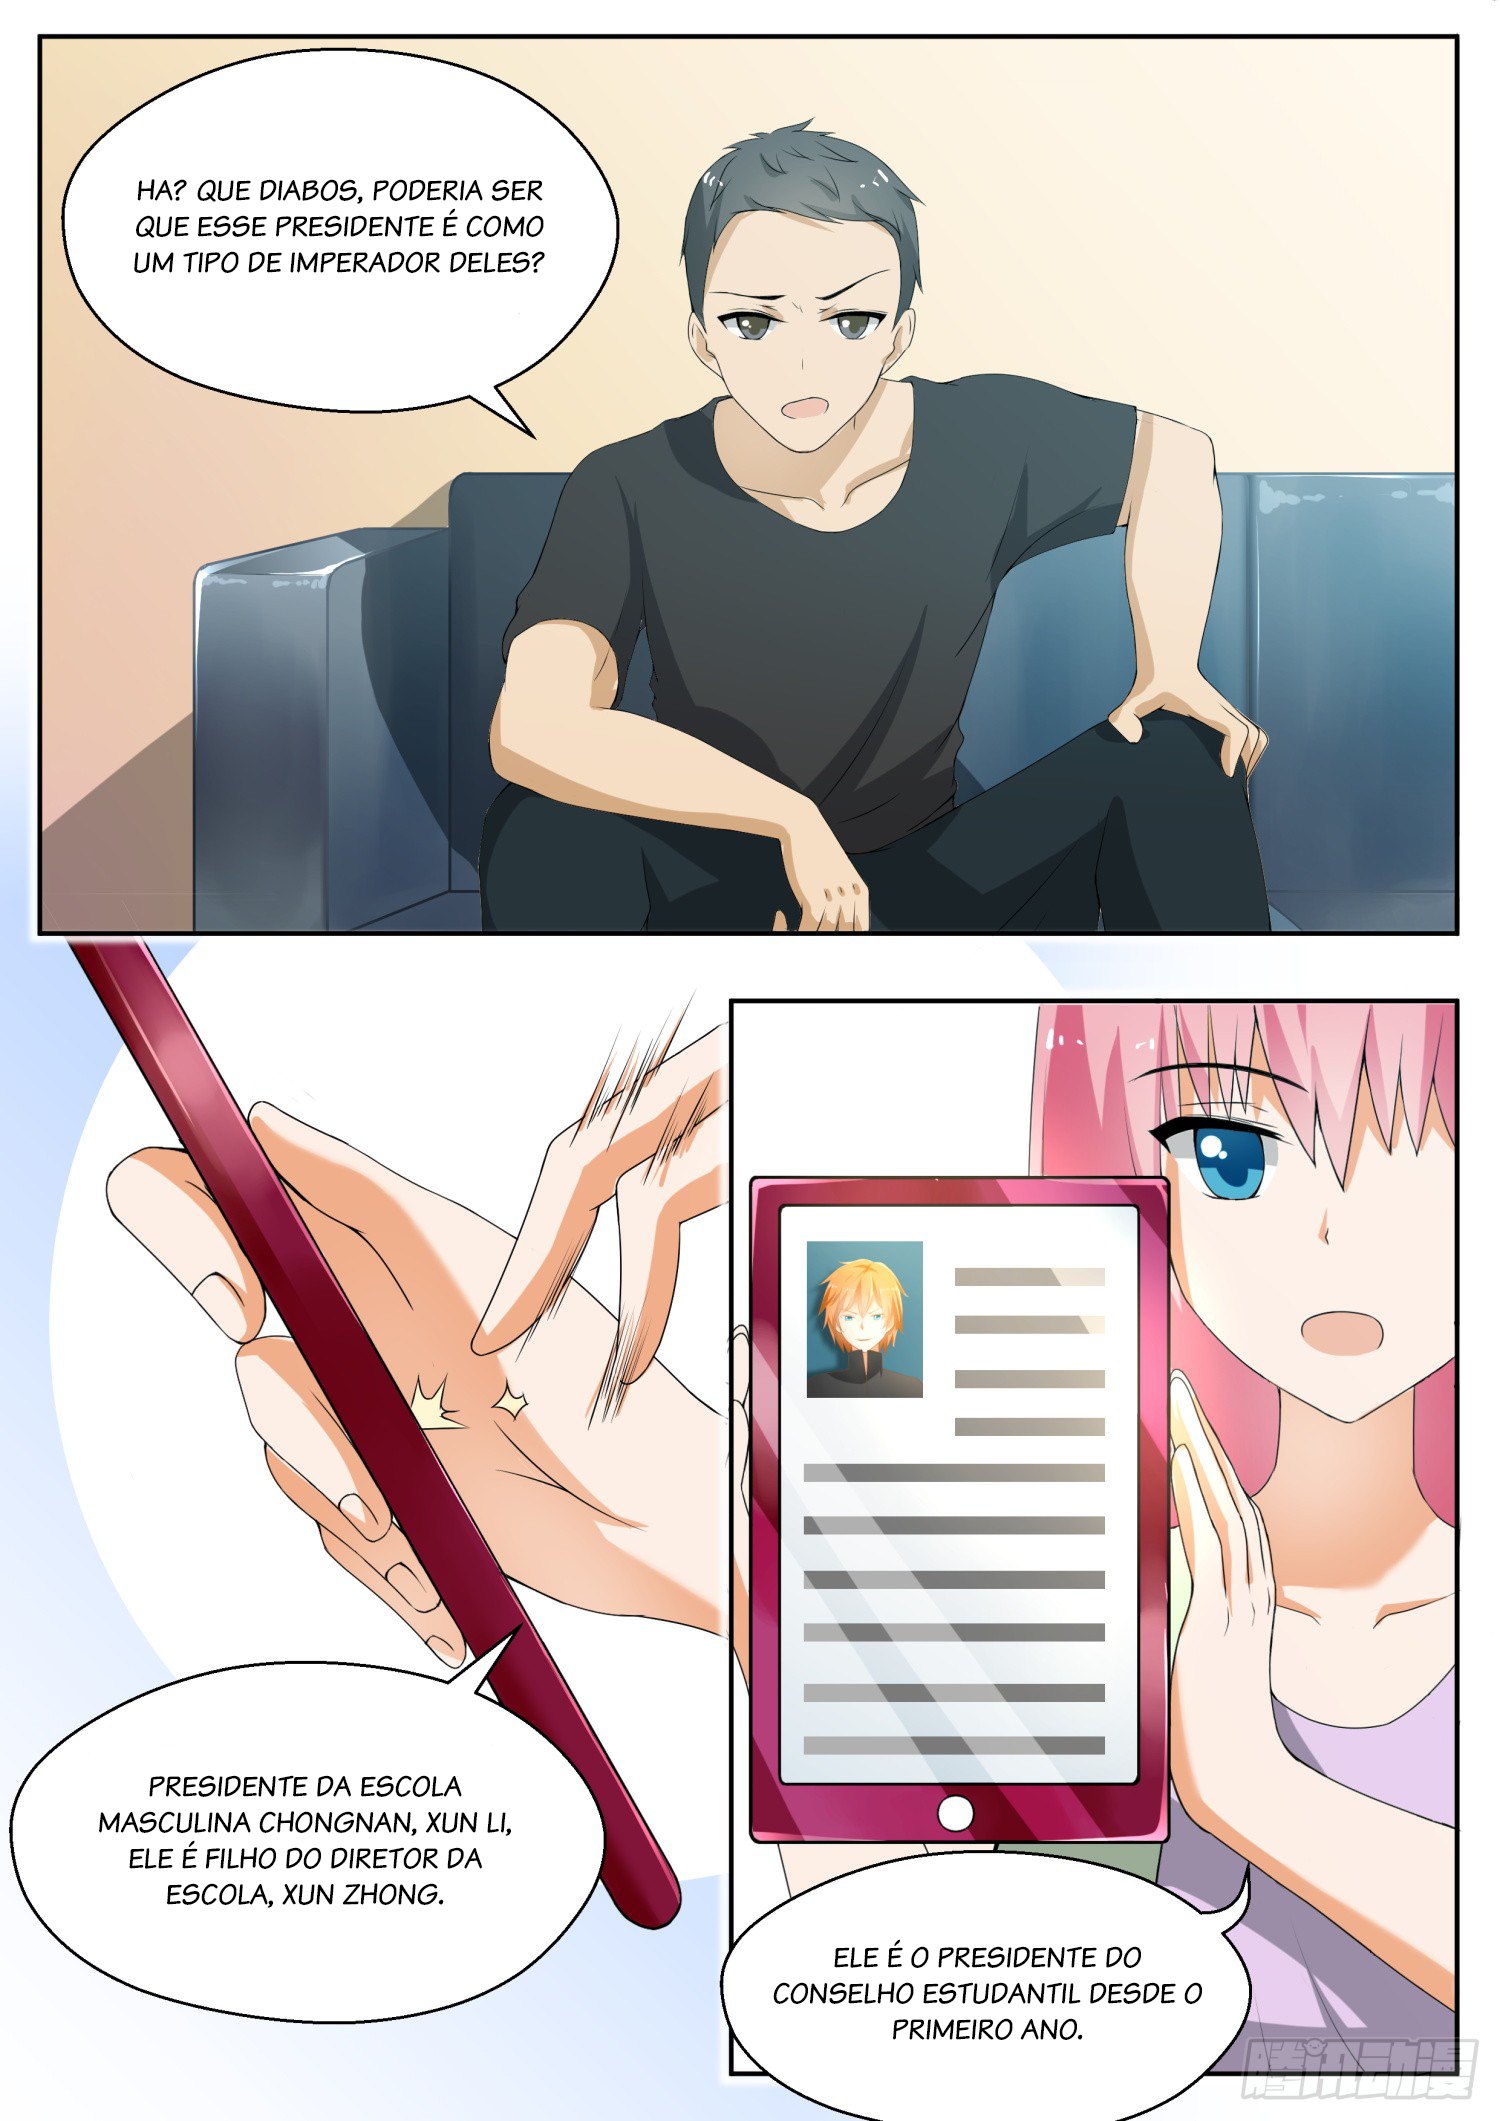 HA? QUE DIABOS, PODERIA SER
QUE ESSE PRESIDENTE É COMO
UM TIPO DE IMPERADOR DELES?
PRESIDENTE DA ESCOLA
MASCULINA CHONGNAN, XUN LI,
ELE É FILHO DO DIRETOR DA
ESCOLA, XUN ZHONG.
ELE É O PRESIDENTE DO
CONSELHO ESTUDANTIL DESDE O
PRIMEIRO ANO.
腾讯动漫